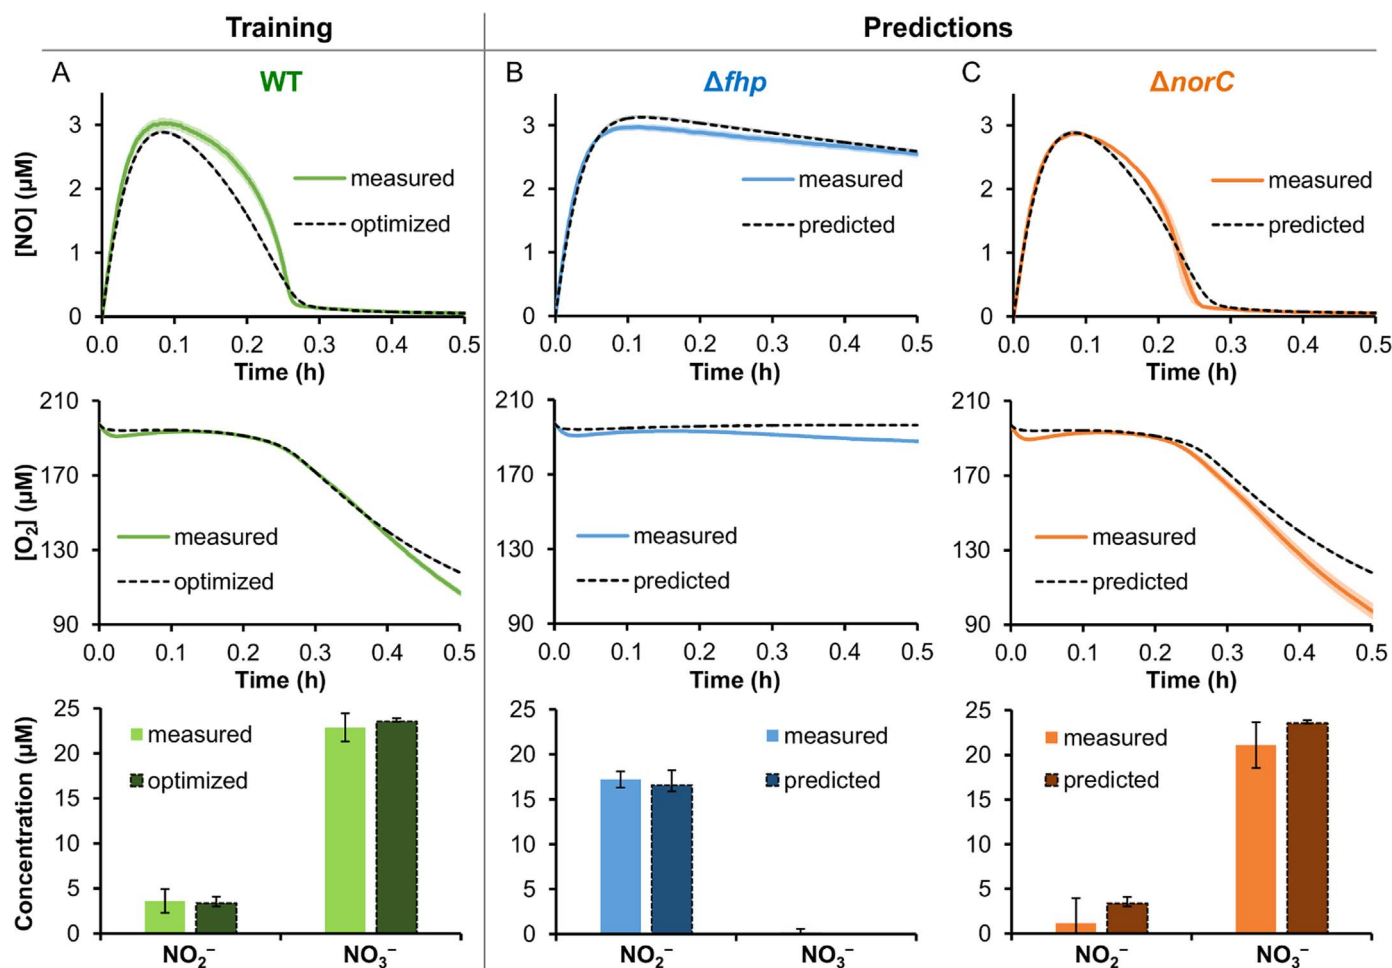 Training
Predictions
A
WT
B
Δfhp
C
ΔnorC
[NO] (μM)
3
2
1
0
measured
optimized
0.0 0.1 0.2 0.3 0.4 0.5
Time (h)
3
2
1
0
measured
predicted
0.0 0.1 0.2 0.3 0.4 0.5
Time (h)
3
2
1
0
measured
predicted
0.0 0.1 0.2 0.3 0.4 0.5
Time (h)
[O₂] (μM)
210
170
130
90
measured
optimized
0.0 0.1 0.2 0.3 0.4 0.5
Time (h)
210
170
130
90
measured
predicted
0.0 0.1 0.2 0.3 0.4 0.5
Time (h)
210
170
130
90
measured
predicted
0.0 0.1 0.2 0.3 0.4 0.5
Time (h)
Concentration (μM)
25
20
15
10
5
0
measured
optimized
NO₂⁻ NO₃⁻
25
20
15
10
5
0
measured
predicted
NO₂⁻ NO₃⁻
25
20
15
10
5
0
measured
predicted
NO₂⁻ NO₃⁻